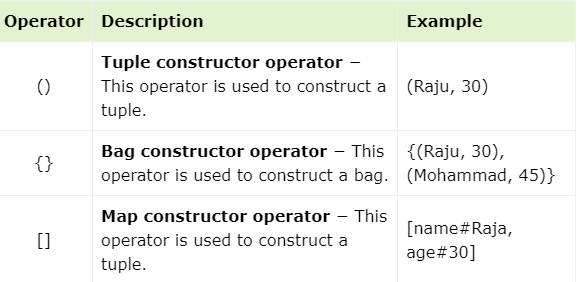 Operator Description Example
Tuple constructor operator −
() This operator is used to construct a (Raju, 30)
tuple.
{} Bag constructor operator − This {(Raju, 30),
operator is used to construct a bag. (Mohammad, 45)}
Map constructor operator − This [name#Raja,
[] operator is used to construct a age#30]
tuple.